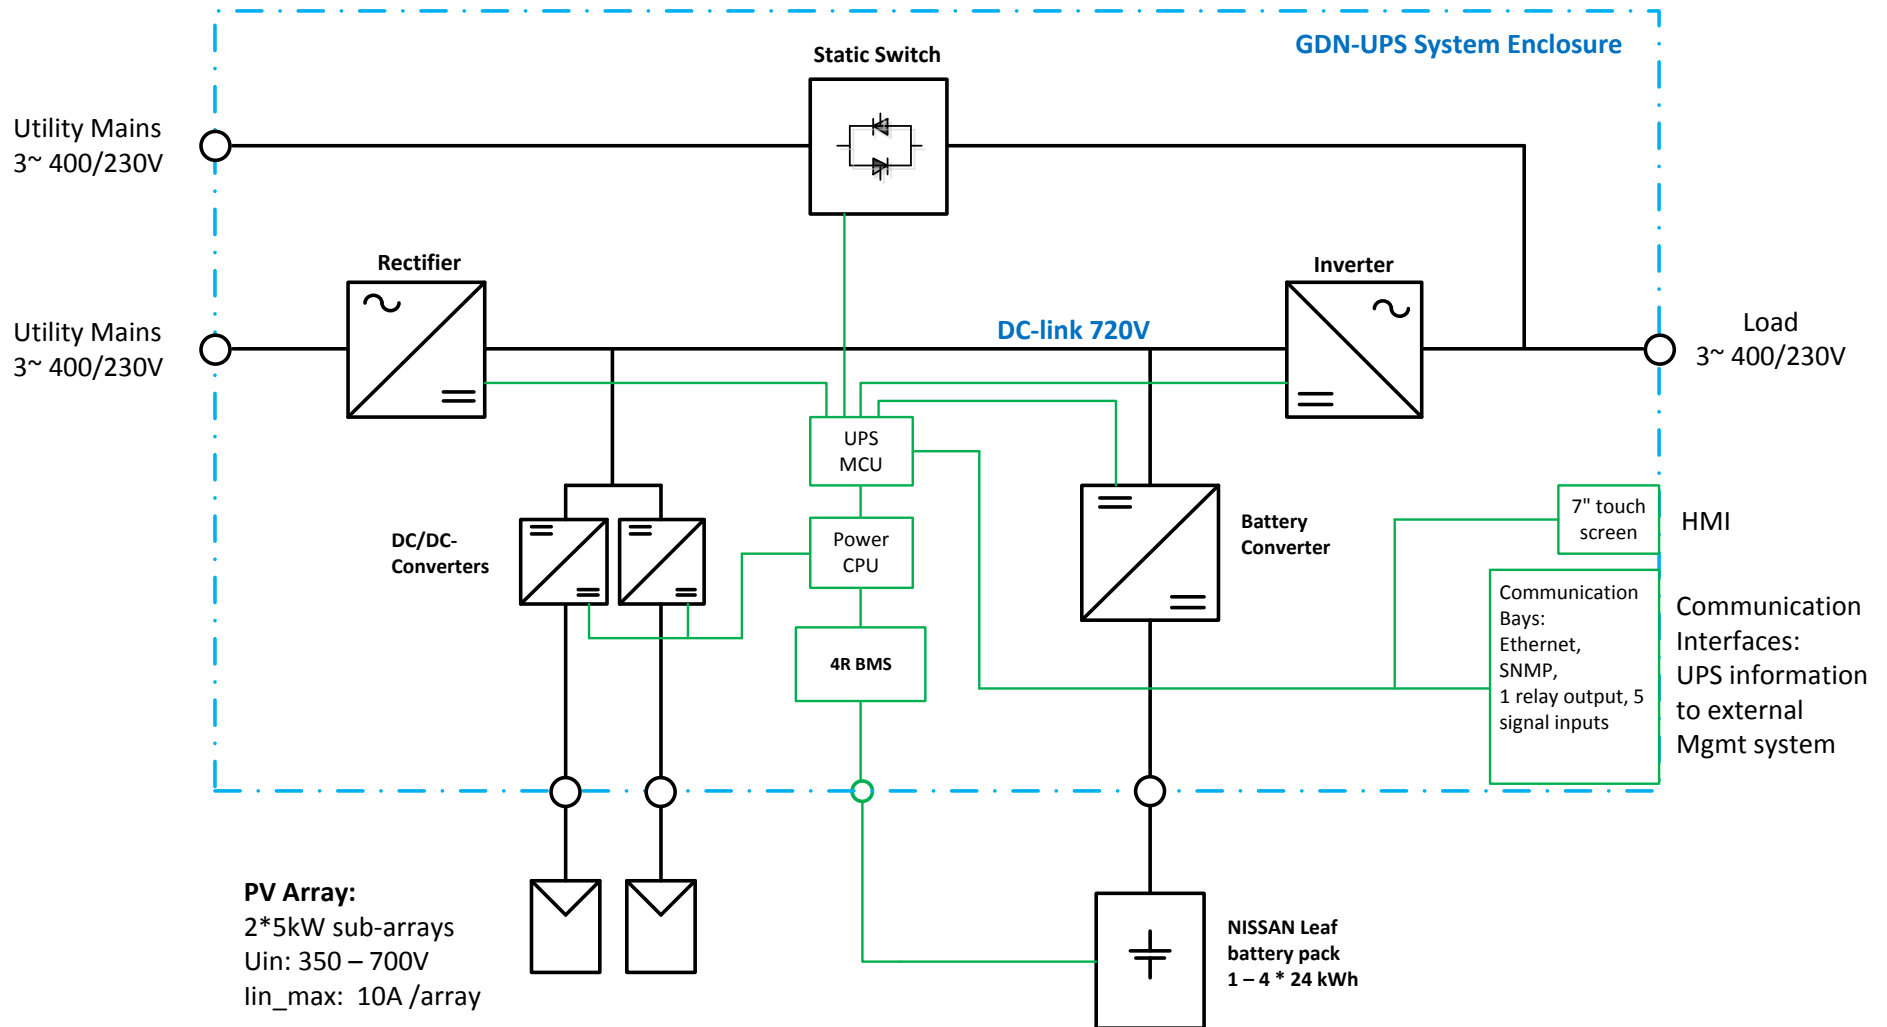 GDN-UPS System Enclosure
Static Switch
Utility Mains
3~ 400/230V
Rectifier
Inverter
Utility Mains
3~ 400/230V
DC-link 720V
Load
3~ 400/230V
UPS
MCU
DC/DC-
Converters
Power
CPU
Battery
Converter
7" touch
screen
HMI
4R BMS
Communication
Bays:
Ethernet,
SNMP,
1 relay output, 5
signal inputs
Communication
Interfaces:
UPS information
to external
Mgmt system
PV Array:
2*5kW sub-arrays
Uin: 350 – 700V
Iin_max:  10A /array
NISSAN Leaf
battery pack
1 – 4 * 24 kWh